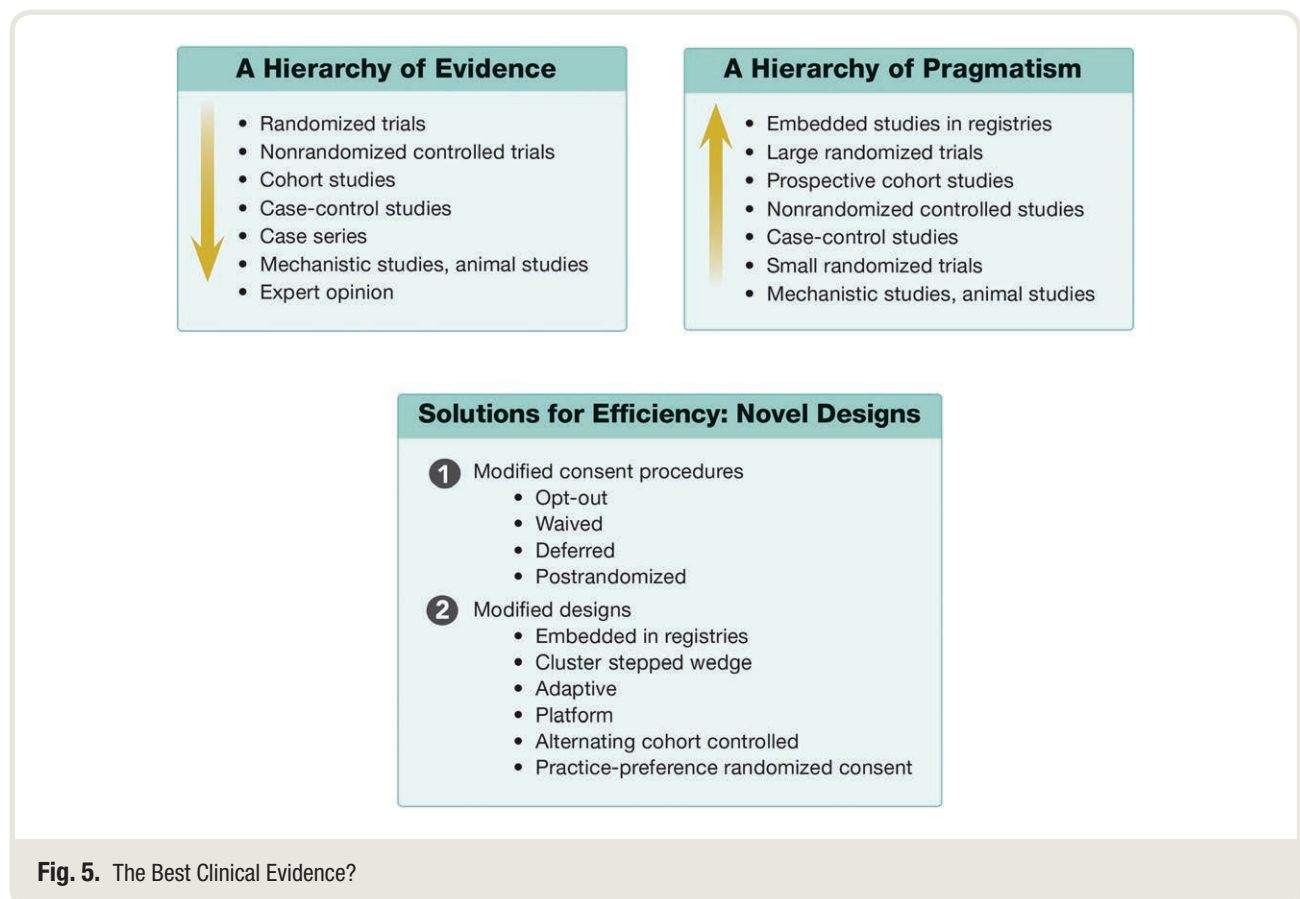 A Hierarchy of Evidence
• Randomized trials
• Nonrandomized controlled trials
• Cohort studies
• Case-control studies
• Case series
• Mechanistic studies, animal studies
• Expert opinion
A Hierarchy of Pragmatism
• Embedded studies in registries
• Large randomized trials
• Prospective cohort studies
• Nonrandomized controlled studies
• Case-control studies
• Small randomized trials
• Mechanistic studies, animal studies
Solutions for Efficiency: Novel Designs
1 Modified consent procedures
• Opt-out
• Waived
• Deferred
• Postrandomized
2 Modified designs
• Embedded in registries
• Cluster stepped wedge
• Adaptive
• Platform
• Alternating cohort controlled
• Practice-preference randomized consent
Fig. 5. The Best Clinical Evidence?